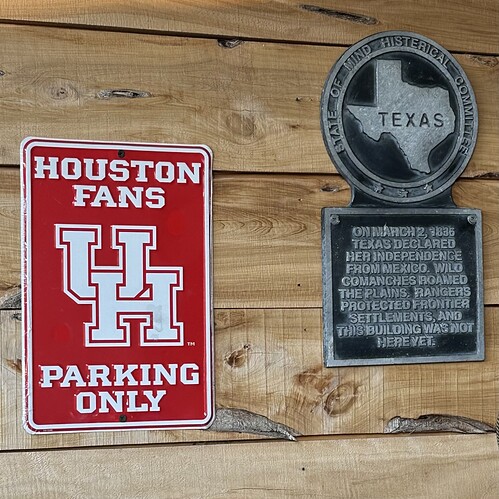 HOUSTON
FANS
UH
TM
PARKING
ONLY
STATE OF MIND HISTERICAL COMMITTEE
TEXAS
ON MARCH 2, 1836
TEXAS DECLARED
HER INDEPENDENCE
FROM MEXICO. WILD
COMANCHES ROAMED
THE PLAINS, RANGERS
PROTECTED FRONTIER
SETTLEMENTS, AND
THIS BUILDING WAS NOT
HERE YET.